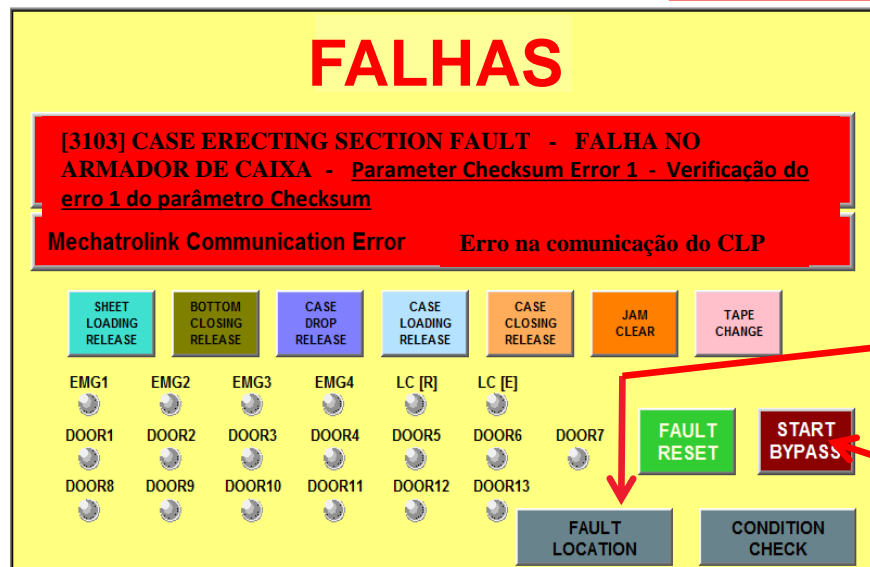 FALHAS
[3103] CASE ERECTING SECTION FAULT - FALHA NO
ARMADOR DE CAIXA - Parameter Checksum Error 1 - Verificação do
erro 1 do parâmetro Checksum
Mechatrolink Communication Error Erro na comunicação do CLP
SHEET LOADING RELEASE
BOTTOM CLOSING RELEASE
CASE DROP RELEASE
CASE LOADING RELEASE
CASE CLOSING RELEASE
JAM CLEAR
TAPE CHANGE
EMG1 EMG2 EMG3 EMG4 LC [R] LC [E]
DOOR1 DOOR2 DOOR3 DOOR4 DOOR5 DOOR6 DOOR7
FAULT RESET
START BYPASS
DOOR8 DOOR9 DOOR10 DOOR11 DOOR12 DOOR13
FAULT LOCATION
CONDITION CHECK